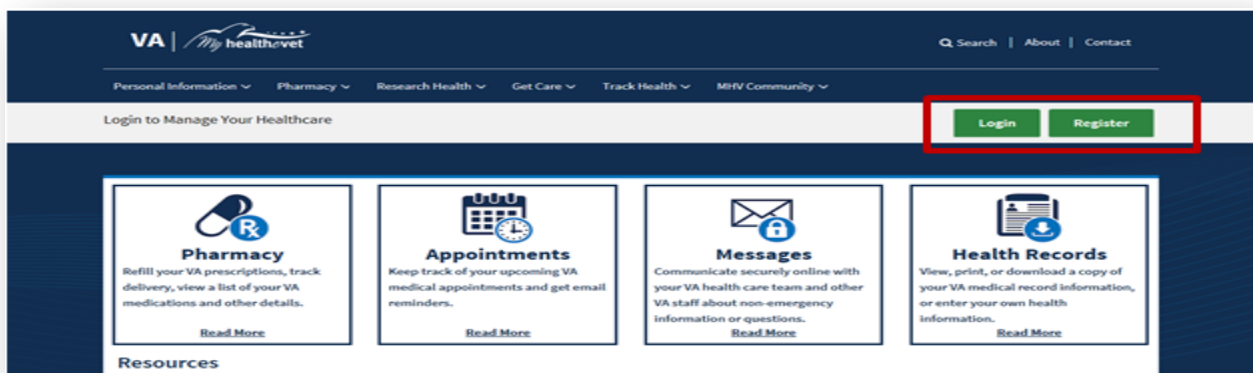 VA | My healthevet
Search | About | Contact
Personal Information Pharmacy Research Health Get Care Track Health MHV Community
Login to Manage Your Healthcare
Login Register
Pharmacy
Refill your VA prescriptions, track
delivery, view a list of your VA
medications and other details.
Read More
Appointments
Keep track of your upcoming VA
medical appointments and get email
reminders.
Read More
Messages
Communicate securely online with
your VA health care team and other
VA staff about non-emergency
information or questions.
Read More
Health Records
View, print, or download a copy of
your VA medical record information,
or enter your own health
information.
Read More
Resources